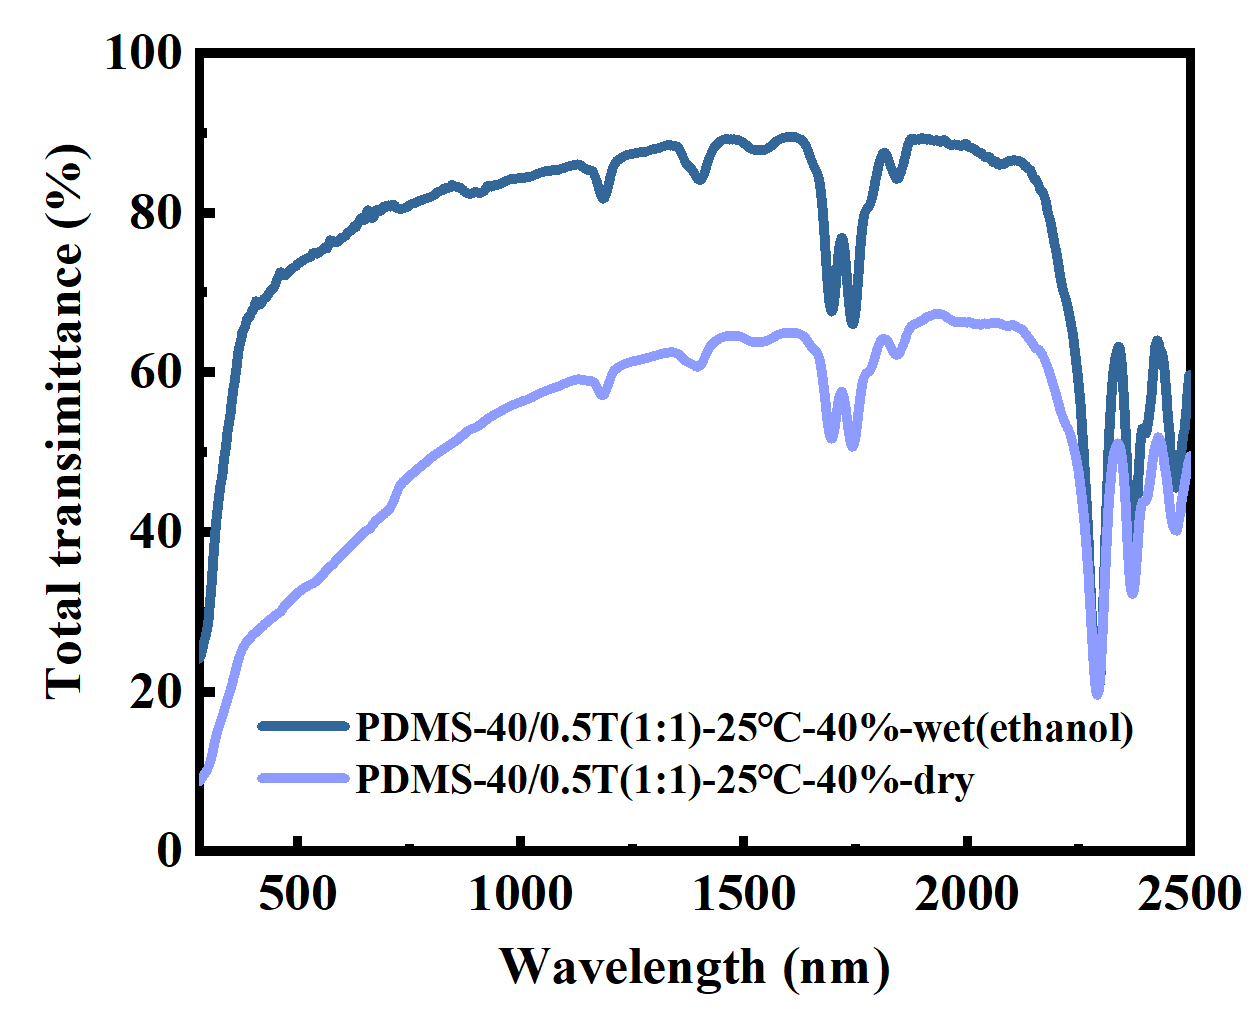 100
80
60
40
20
0
Total transimittance (%)
PDMS-40/0.5T(1:1)-25℃-40%-wet(ethanol)
PDMS-40/0.5T(1:1)-25℃-40%-dry
500
1000
1500
2000
2500
Wavelength (nm)